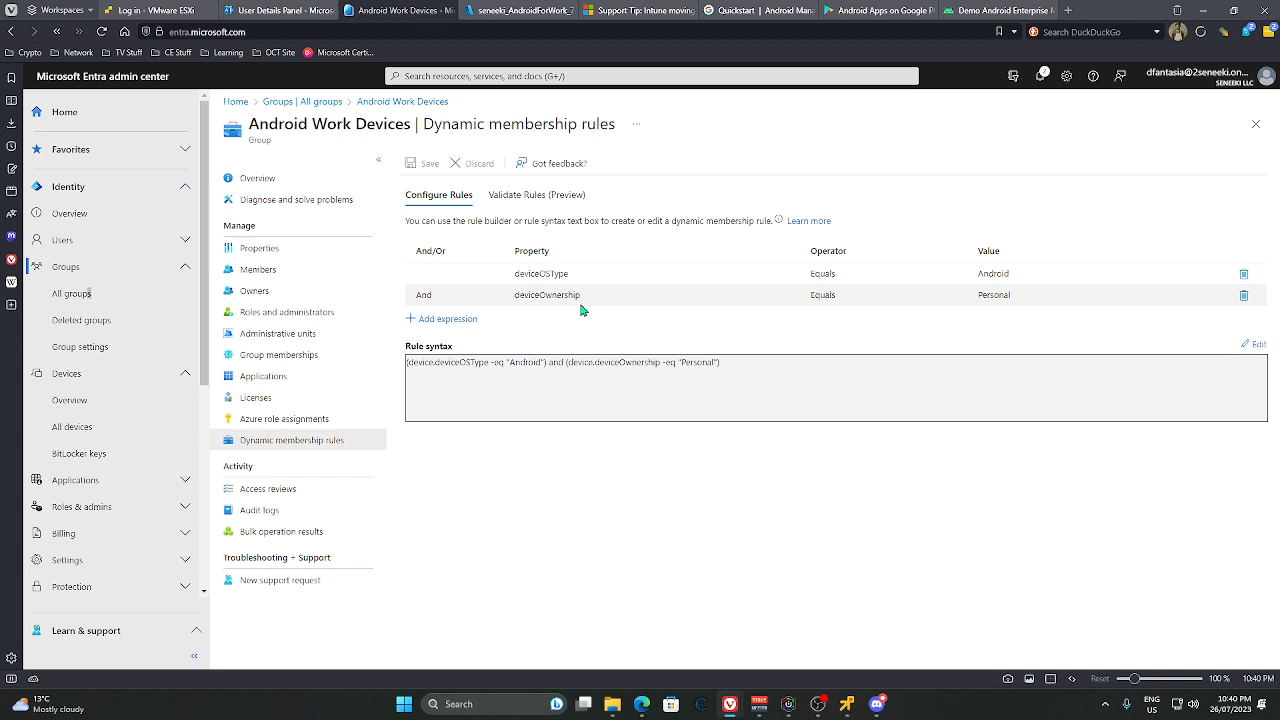 Workspaces
Log in - VMware ESXi
User Details Panel - Micros
Android Work Devices - M
seneeki_AndroidForWork_7
Support Tip: Intune moving
Quickstart | Android Man
Android Apps on Google P
Demo Android Enterprise
entra.microsoft.com
Search DuckDuckGo
Crypto
Network
TV Stuff
CE Stuff
Learning
OCT Site
Microsoft Certi...
Microsoft Entra admin center
Search resources, services, and docs (G+/)
2
dfantasia@2seneeki.on...
SENEEKI LLC
Home
Favorites
Identity
Overview
Users
Groups
All groups
Deleted groups
Group settings
Devices
Overview
All devices
BitLocker keys
Applications
Roles & admins
Billing
Settings
Protection
Learn & support
Home > Groups | All groups > Android Work Devices
Android Work Devices | Dynamic membership rules
Group
Overview
Diagnose and solve problems
Manage
Properties
Members
Owners
Roles and administrators
Administrative units
Group memberships
Applications
Licenses
Azure role assignments
Dynamic membership rules
Activity
Access reviews
Audit logs
Bulk operation results
Troubleshooting + Support
New support request
Save Discard Got feedback?
Configure Rules Validate Rules (Preview)
You can use the rule builder or rule syntax text box to create or edit a dynamic membership rule. Learn more
And/Or Property Operator Value
deviceOSType Equals Android
And deviceOwnership Equals Personal
Add expression
Rule syntax
Edit
(device.deviceOSType -eq "Android") and (device.deviceOwnership -eq "Personal")
Reset 100 % 10:40 PM
13°C
Mostly cloudy
Search
ENG
US
10:40 PM
26/07/2023